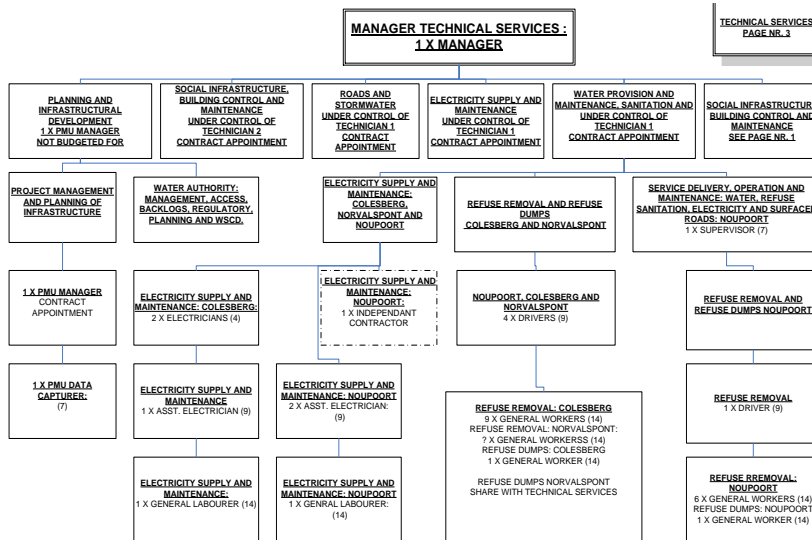 MANAGER TECHNICAL SERVICES :
1 X MANAGER
TECHNICAL SERVICES
PAGE NR. 3
PLANNING AND
INFRASTRUCTURAL
DEVELOPMENT
1 X PMU MANAGER
NOT BUDGETED FOR
SOCIAL INFRASTRUCTURE,
BUILDING CONTROL AND
MAINTENANCE
UNDER CONTROL OF
TECHNICIAN 2
CONTRACT APPOINTMENT
ROADS AND
STORMWATER
UNDER CONTROL OF
TECHNICIAN 1
CONTRACT
APPOINTMENT
ELECTRICITY SUPPLY AND
MAINTENANCE
UNDER CONTROL OF
TECHNICIAN 1
CONTRACT APPOINTMENT
WATER PROVISION AND
MAINTENANCE, SANITATION AND
UNDER CONTROL OF
TECHNICIAN 1
CONTRACT APPOINTMENT
SOCIAL INFRASTRUCTURE
BUILDING CONTROL AND
MAINTENANCE
SEE PAGE NR. 1
PROJECT MANAGEMENT
AND PLANNING OF
INFRASTRUCTURE
WATER AUTHORITY:
MANAGEMENT, ACCESS,
BACKLOGS, REGULATORY,
PLANNING AND WSCD.
ELECTRICITY SUPPLY AND
MAINTENANCE:
COLESBERG,
NORVALSPONT AND
NOUPOORT
REFUSE REMOVAL AND REFUSE
DUMPS
COLESBERG AND NORVALSPONT
SERVICE DELIVERY, OPERATION AND
MAINTENANCE: WATER, REFUSE
SANITATION, ELECTRICITY AND SURFACED
ROADS: NOUPOORT
1 X SUPERVISOR (7)
1 X PMU MANAGER
CONTRACT
APPOINTMENT
ELECTRICITY SUPPLY AND
MAINTENANCE: COLESBERG:
2 X ELECTRICIANS (4)
ELECTRICITY SUPPLY AND
MAINTENANCE:
NOUPOORT:
1 X INDEPENDANT
CONTRACTOR
NOUPOORT, COLESBERG AND
NORVALSPONT
4 X DRIVERS (9)
REFUSE REMOVAL AND
REFUSE DUMPS NOUPOORT
1 X PMU DATA
CAPTURER:
(7)
ELECTRICITY SUPPLY AND
MAINTENANCE
1 X ASST. ELECTRICIAN (9)
ELECTRICITY SUPPLY AND
MAINTENANCE: NOUPOORT
2 X ASST. ELECTRICIAN:
(9)
REFUSE REMOVAL: COLESBERG
9 X GENERAL WORKERS (14)
REFUSE REMOVAL: NORVALSPONT:
? X GENERAL WORKERSS (14)
REFUSE DUMPS: COLESBERG
1 X GENERAL WORKER (14)
REFUSE DUMPS NORVALSPONT
SHARE WITH TECHNICAL SERVICES
REFUSE REMOVAL
1 X DRIVER (9)
ELECTRICITY SUPPLY AND
MAINTENANCE:
1 X GENERAL LABOURER (14)
ELECTRICITY SUPPLY AND
MAINTENANCE: NOUPOORT
1 X GENRAL LABOURER:
(14)
REFUSE RREMOVAL:
NOUPOORT
6 X GENERAL WORKERS (14)
REFUSE DUMPS: NOUPOORT
1 X GENERAL WORKER (14)